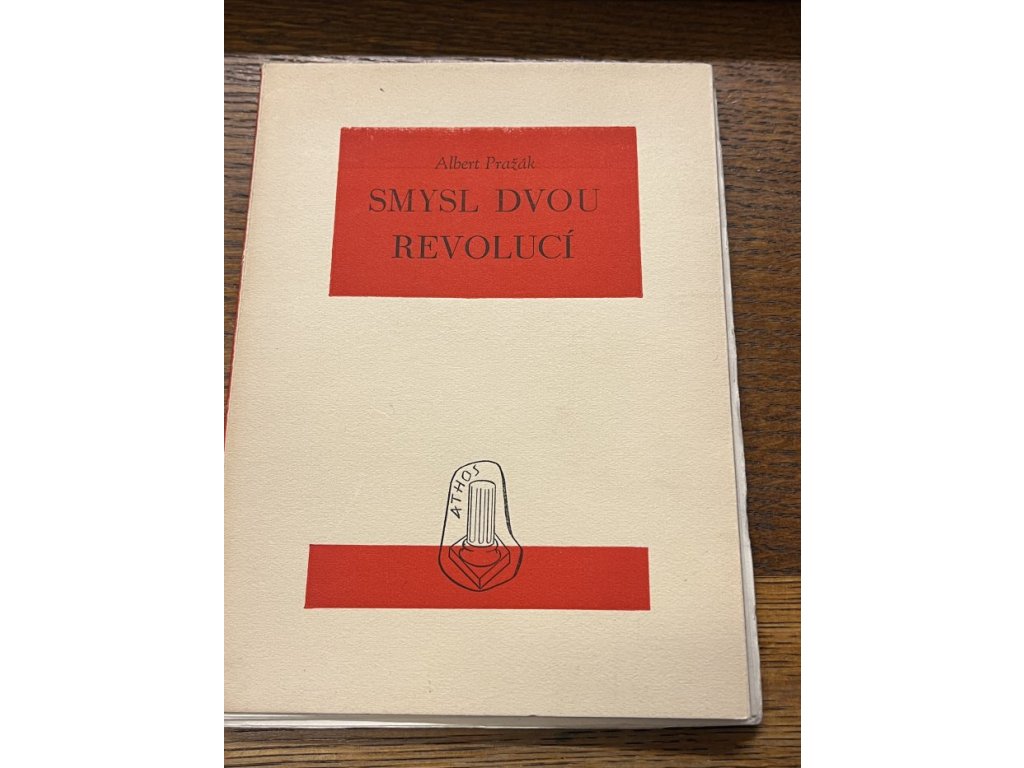 Albert Pražák
SMYSL DVOU
REVOLUCÍ
ATHOS